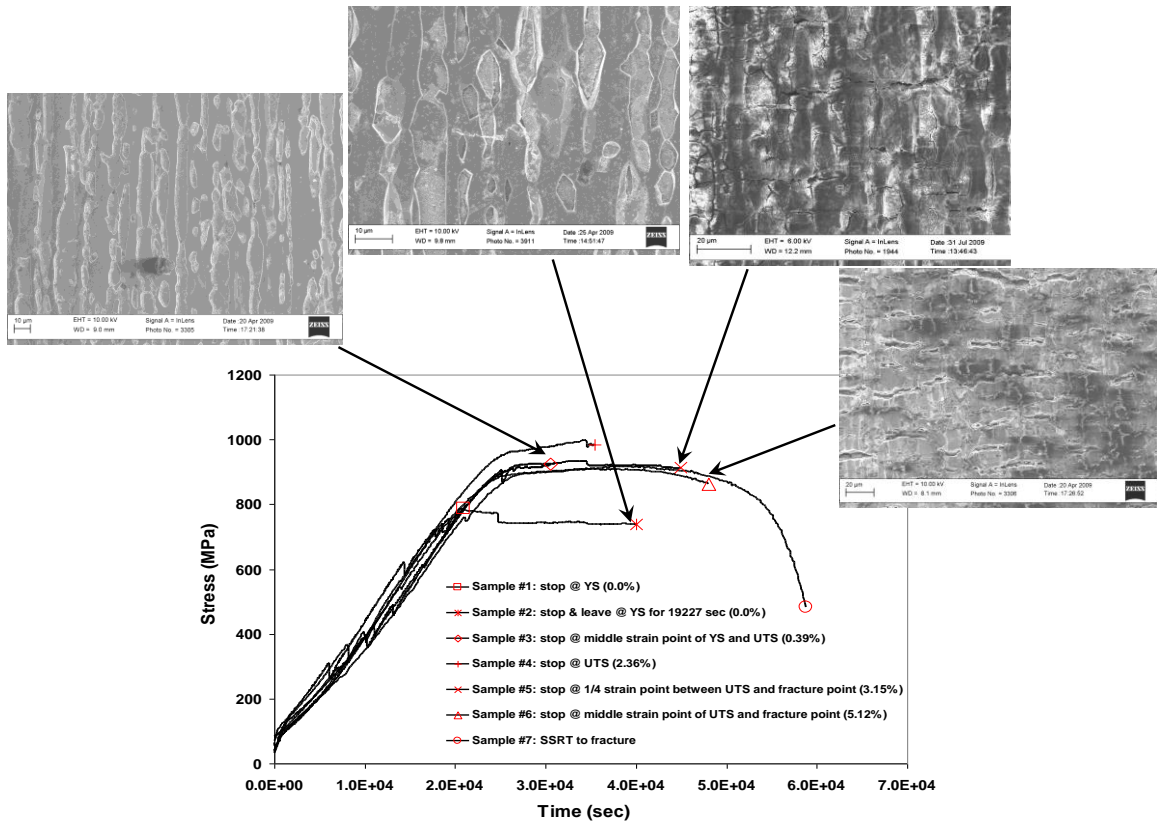 10 µm
EHT = 10.00 kV
Signal A = InLens
Date :25 Apr 2009
WD = 9.8 mm
Photo No. = 3911
Time :14:51:47
ZEISS
20 µm
EHT = 6.00 kV
Signal A = InLens
Date :31 Jul 2009
WD = 12.2 mm
Photo No. = 1944
Time :13:46:43
ZEISS
10 µm
EHT = 10.00 kV
Signal A = InLens
Date :20 Apr 2009
WD = 9.0 mm
Photo No. = 3305
Time :17:21:38
ZEISS
20 µm
EHT = 10.00 kV
Signal A = InLens
Date :20 Apr 2009
WD = 8.1 mm
Photo No. = 3306
Time :17:26:52
ZEISS
1200
1000
800
600
400
200
0
Stress (MPa)
Sample #1: stop @ YS (0.0%)
Sample #2: stop & leave @ YS for 19227 sec (0.0%)
Sample #3: stop @ middle strain point of YS and UTS (0.39%)
Sample #4: stop @ UTS (2.36%)
Sample #5: stop @ 1/4 strain point between UTS and fracture point (3.15%)
Sample #6: stop @ middle strain point of UTS and fracture point (5.12%)
Sample #7: SSRT to fracture
0.0E+00 1.0E+04 2.0E+04 3.0E+04 4.0E+04 5.0E+04 6.0E+04 7.0E+04
Time (sec)